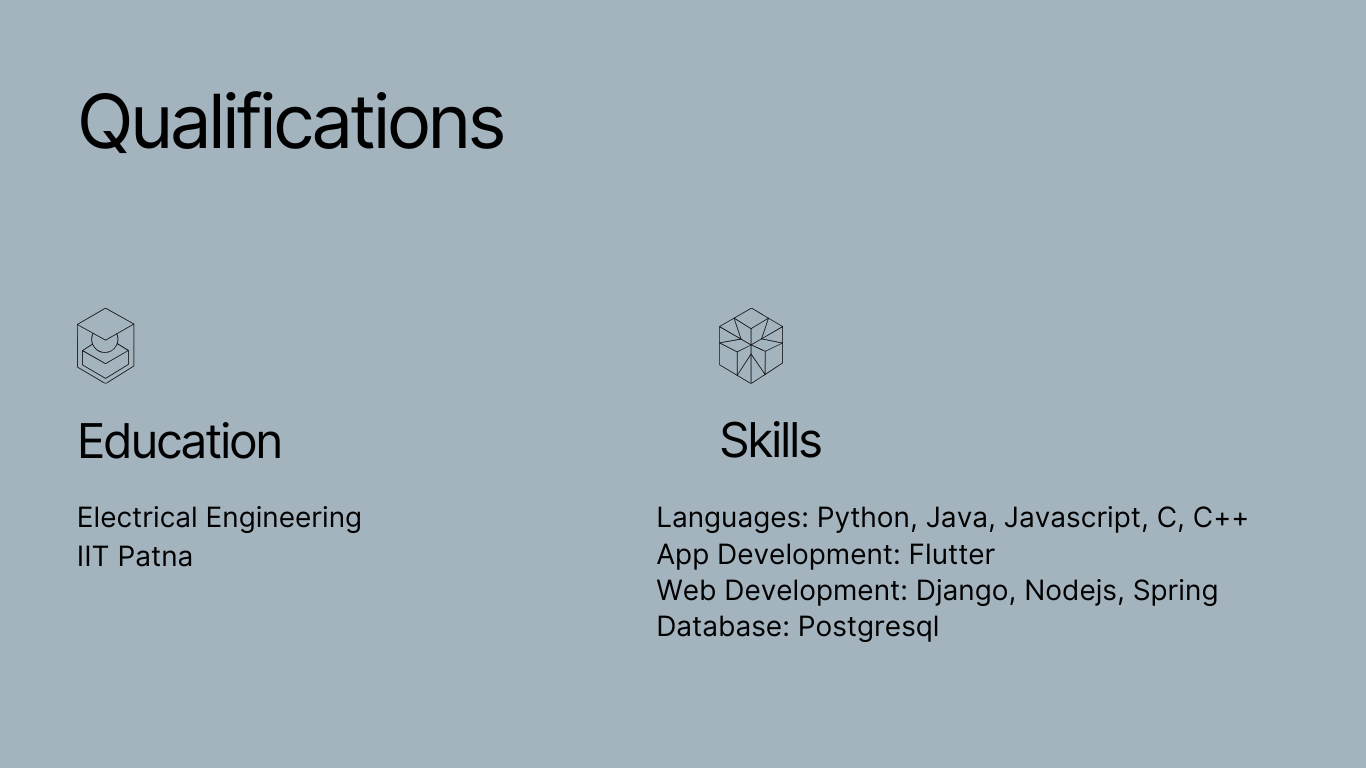 Qualifications
Education
Electrical Engineering
IIT Patna
Skills
Languages: Python, Java, Javascript, C, C++
App Development: Flutter
Web Development: Django, Nodejs, Spring
Database: Postgresql